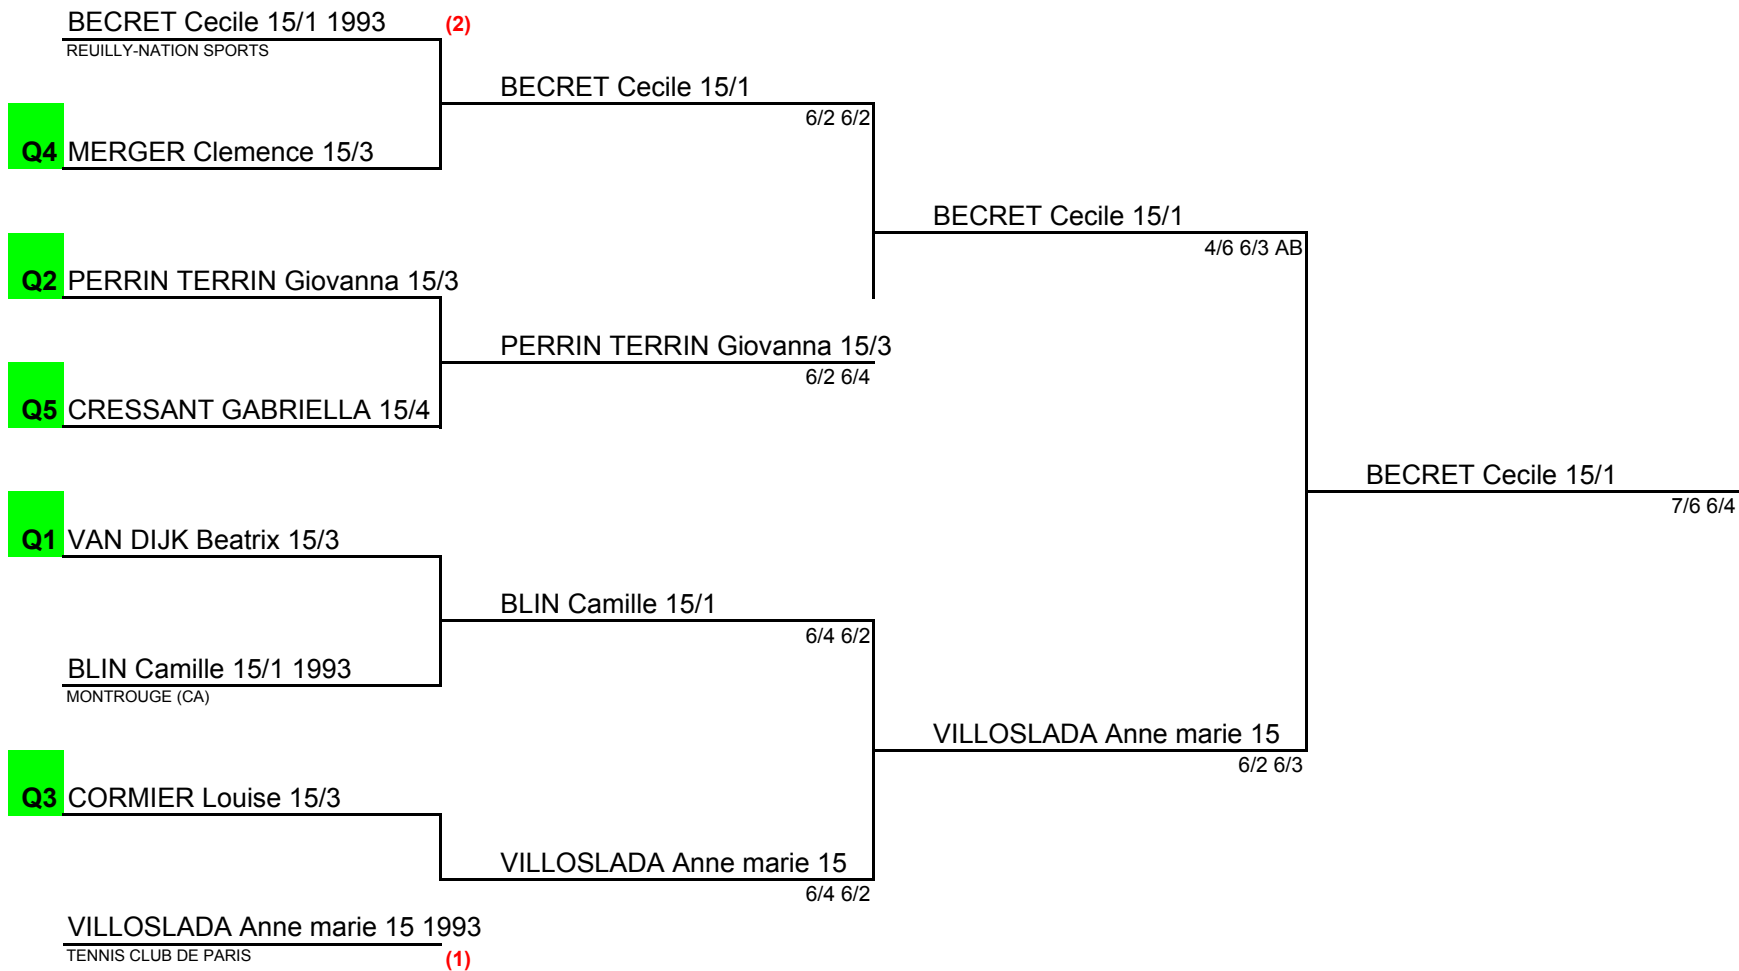 BECRET Cecile 15/1 1993 (2)
REUILLY-NATION SPORTS
BECRET Cecile 15/1
6/2 6/2
Q4 MERGER Clemence 15/3
BECRET Cecile 15/1
4/6 6/3 AB
Q2 PERRIN TERRIN Giovanna 15/3
PERRIN TERRIN Giovanna 15/3
6/2 6/4
Q5 CRESSANT GABRIELLA 15/4
BECRET Cecile 15/1
7/6 6/4
Q1 VAN DIJK Beatrix 15/3
BLIN Camille 15/1
6/4 6/2
BLIN Camille 15/1 1993
MONTROUGE (CA)
VILLOSLADA Anne marie 15
6/2 6/3
Q3 CORMIER Louise 15/3
VILLOSLADA Anne marie 15
6/4 6/2
VILLOSLADA Anne marie 15 1993
TENNIS CLUB DE PARIS (1)